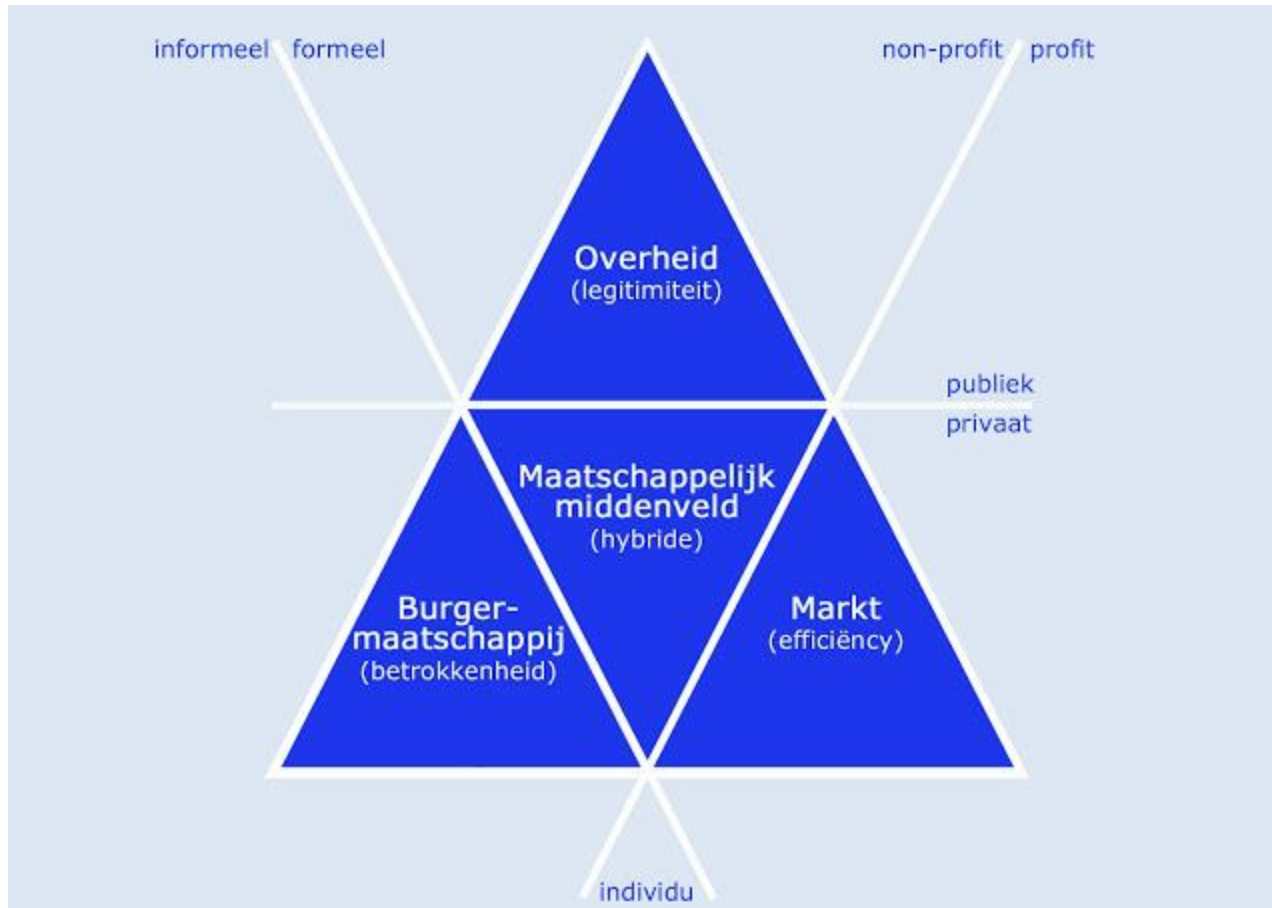 informeel formeel
non-profit profit
Overheid
(legitimiteit)
publiek
privaat
Maatschappelijk
middenveld
(hybride)
Burger-
maatschappij
(betrokkenheid)
Markt
(efficiëncy)
individu